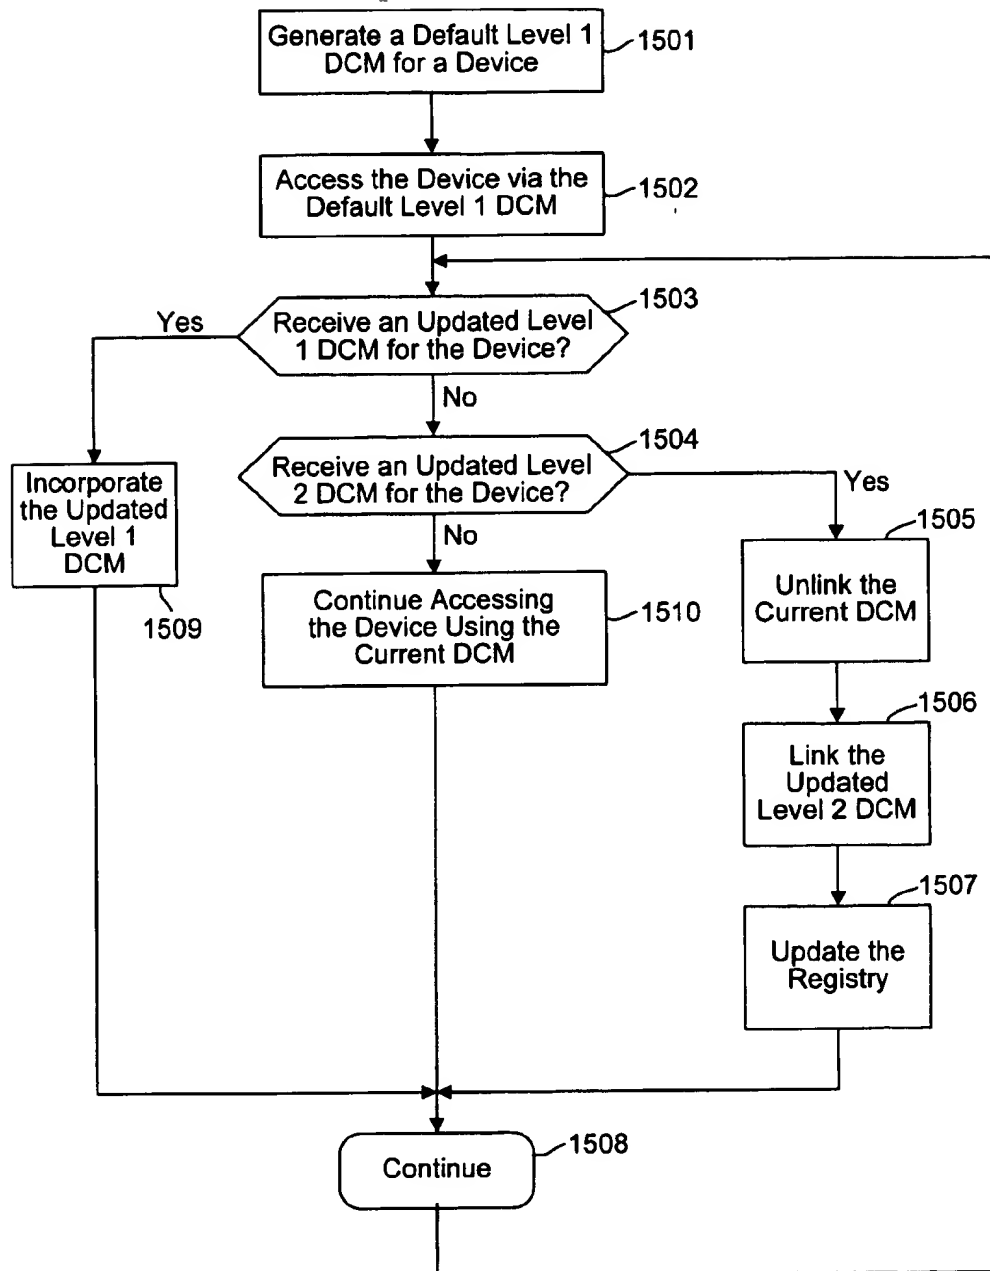 Generate a Default Level 1
DCM for a Device
1501
Access the Device via the
Default Level 1 DCM
1502
1503
Receive an Updated Level
1 DCM for the Device?
Yes
No
1504
Receive an Updated Level
2 DCM for the Device?
Yes
No
Incorporate
the Updated
Level 1
DCM
1509
Continue Accessing
the Device Using the
Current DCM
1510
1505
Unlink the
Current DCM
1506
Link the
Updated
Level 2 DCM
1507
Update the
Registry
1508
Continue